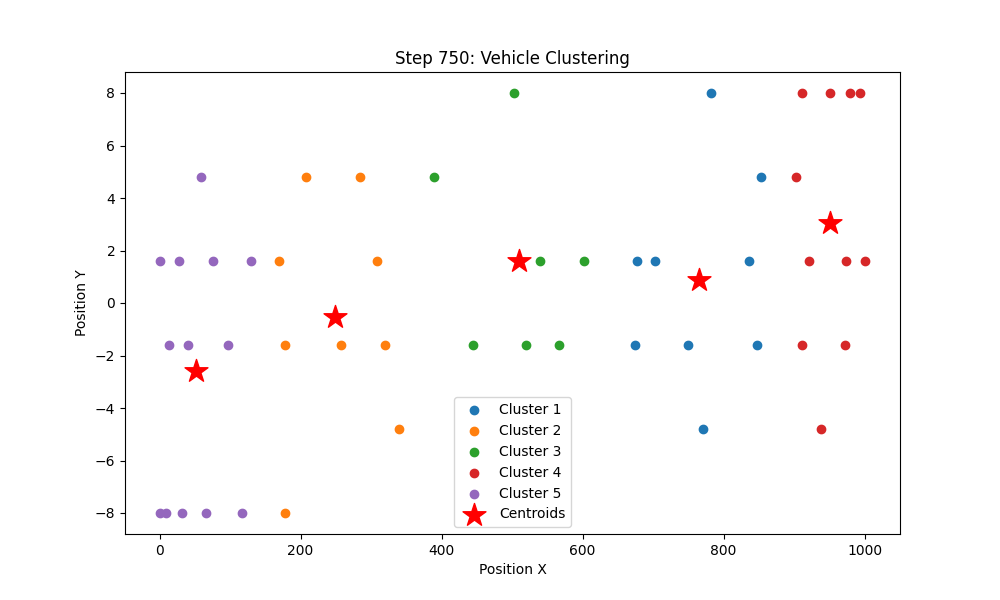 Step 750: Vehicle Clustering
Position Y
8
6
4
2
0
−2
−4
−6
−8
Cluster 1
Cluster 2
Cluster 3
Cluster 4
Cluster 5
Centroids
0 200 400 600 800 1000
Position X